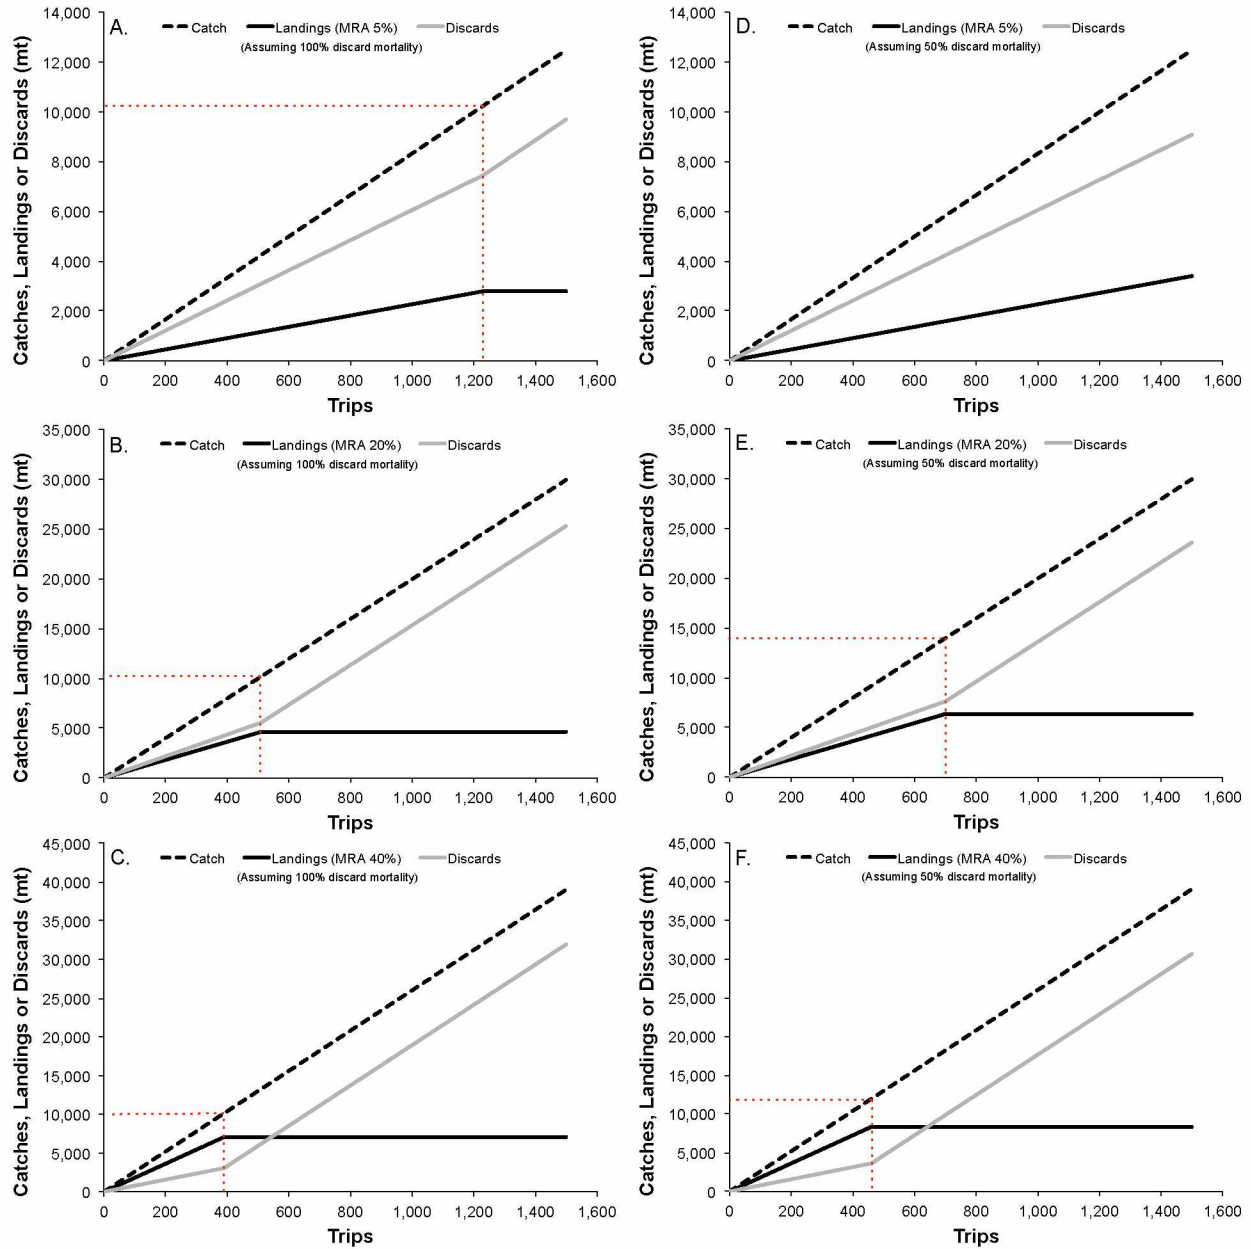 A.
Catch
Landings (MRA 5%)
Discards
(Assuming 100% discard mortality)
Catches, Landings or Discards (mt)
14,000
12,000
10,000
8,000
6,000
4,000
2,000
0
0 200 400 600 800 1,000 1,200 1,400 1,600
Trips
D.
Catch
Landings (MRA 5%)
Discards
(Assuming 50% discard mortality)
Catches, Landings or Discards (mt)
14,000
12,000
10,000
8,000
6,000
4,000
2,000
0
0 200 400 600 800 1,000 1,200 1,400 1,600
Trips
B.
Catch
Landings (MRA 20%)
Discards
(Assuming 100% discard mortality)
Catches, Landings or Discards (mt)
35,000
30,000
25,000
20,000
15,000
10,000
5,000
0
0 200 400 600 800 1,000 1,200 1,400 1,600
Trips
E.
Catch
Landings (MRA 20%)
Discards
(Assuming 50% discard mortality)
Catches, Landings or Discards (mt)
35,000
30,000
25,000
20,000
15,000
10,000
5,000
0
0 200 400 600 800 1,000 1,200 1,400 1,600
Trips
C.
Catch
Landings (MRA 40%)
Discards
(Assuming 100% discard mortality)
Catches, Landings or Discards (mt)
45,000
40,000
35,000
30,000
25,000
20,000
15,000
10,000
5,000
0
0 200 400 600 800 1,000 1,200 1,400 1,600
Trips
F.
Catch
Landings (MRA 40%)
Discards
(Assuming 50% discard mortality)
Catches, Landings or Discards (mt)
45,000
40,000
35,000
30,000
25,000
20,000
15,000
10,000
5,000
0
0 200 400 600 800 1,000 1,200 1,400 1,600
Trips